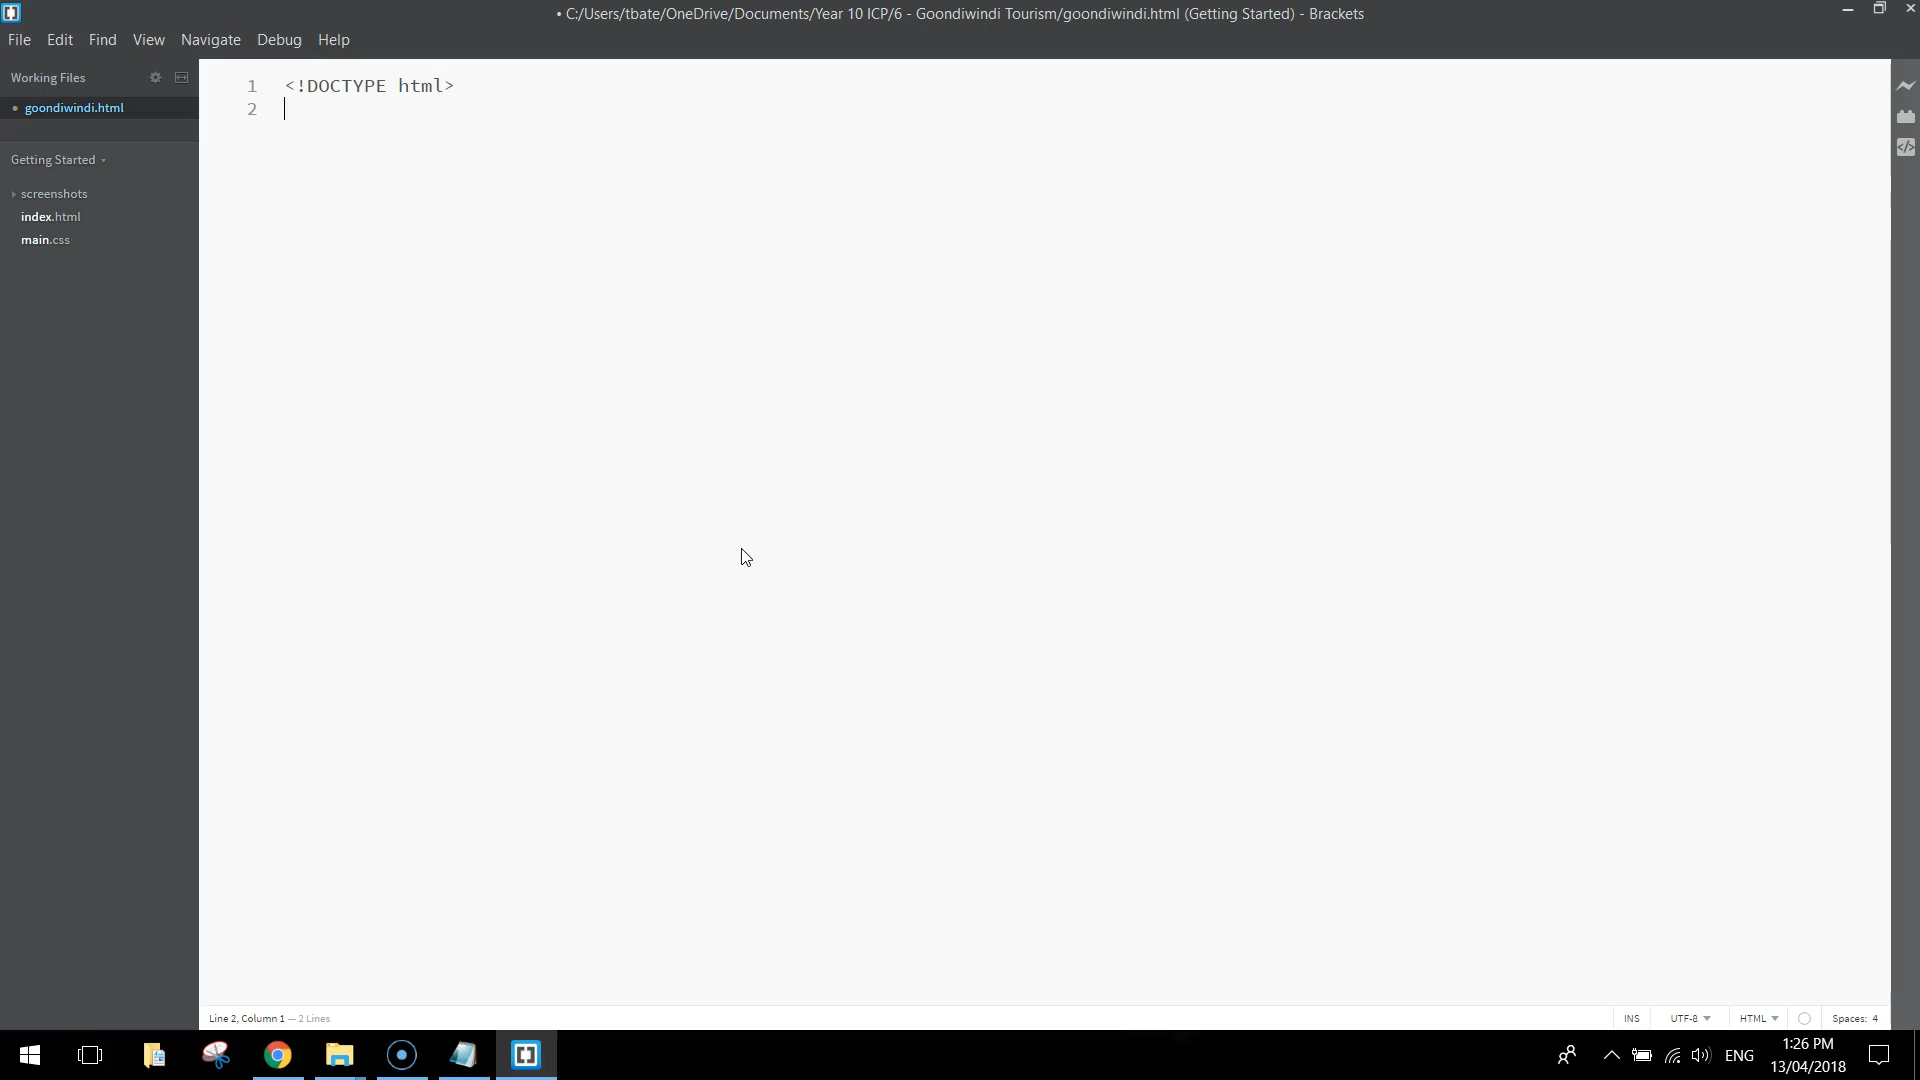 • C:/Users/tbate/OneDrive/Documents/Year 10 ICP/6 - Goondiwindi Tourism/goondiwindi.html (Getting Started) - Brackets
File Edit Find View Navigate Debug Help
Working Files
• goondiwindi.html
Getting Started
screenshots
index.html
main.css
1 <!DOCTYPE html>
2
Line 2, Column 1 — 2 Lines
INS UTF-8 HTML Spaces: 4
ENG
1:26 PM
13/04/2018